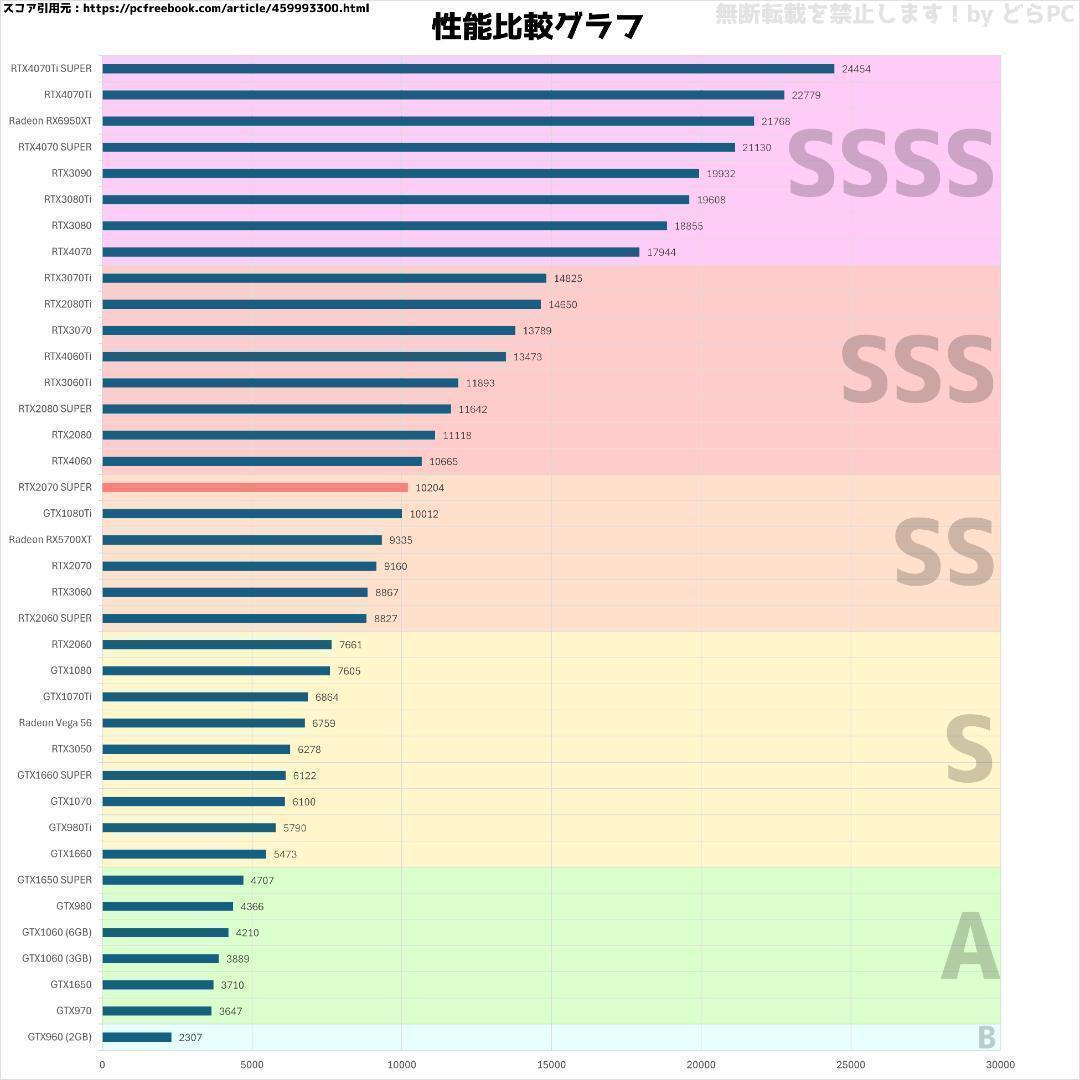 スコア引用元：https://pcfreebook.com/article/459993300.html
無断転載を禁止します！by どらPC
性能比較グラフ
RTX4070Ti SUPER 24454
RTX4070Ti 22779
Radeon RX6950XT 21768
RTX4070 SUPER 21130
SSSS
RTX3090 19932
RTX3080Ti 19608
RTX3080 18855
RTX4070 17944
RTX3070Ti 14825
RTX2080Ti 14650
RTX3070 13789
RTX4060Ti 13473
SSS
RTX3060Ti 11893
RTX2080 SUPER 11642
RTX2080 11118
RTX4060 10665
RTX2070 SUPER 10204
GTX1080Ti 10012
Radeon RX5700XT 9335
SS
RTX2070 9160
RTX3060 8867
RTX2060 SUPER 8827
RTX2060 7661
GTX1080 7605
GTX1070Ti 6864
Radeon Vega 56 6759
RTX3050 6278
S
GTX1660 SUPER 6122
GTX1070 6100
GTX980Ti 5790
GTX1660 5473
GTX1650 SUPER 4707
GTX980 4366
GTX1060 (6GB) 4210
A
GTX1060 (3GB) 3889
GTX1650 3710
GTX970 3647
GTX960 (2GB) 2307
B
0 5000 10000 15000 20000 25000 30000